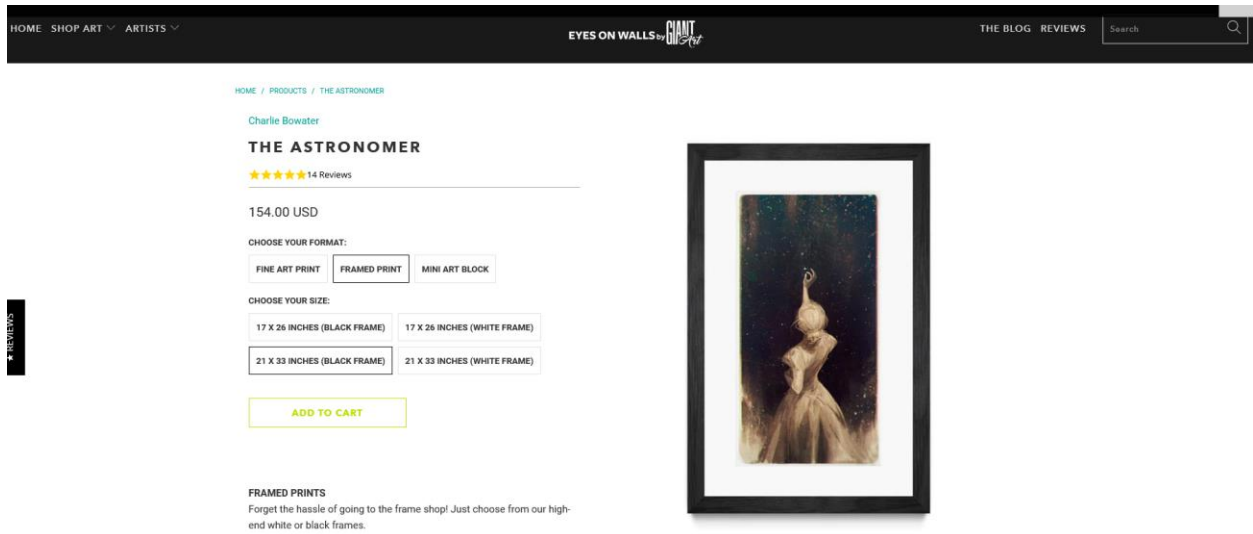 HOME SHOP ART ARTISTS
EYES ON WALLS by GIANT Art
THE BLOG REVIEWS Search
HOME / PRODUCTS / THE ASTRONOMER
Charlie Bowater
THE ASTRONOMER
14 Reviews
154.00 USD
CHOOSE YOUR FORMAT:
FINE ART PRINT FRAMED PRINT MINI ART BLOCK
CHOOSE YOUR SIZE:
17 X 26 INCHES (BLACK FRAME) 17 X 26 INCHES (WHITE FRAME)
21 X 33 INCHES (BLACK FRAME) 21 X 33 INCHES (WHITE FRAME)
★ REVIEWS
ADD TO CART
FRAMED PRINTS
Forget the hassle of going to the frame shop! Just choose from our high-
end white or black frames.